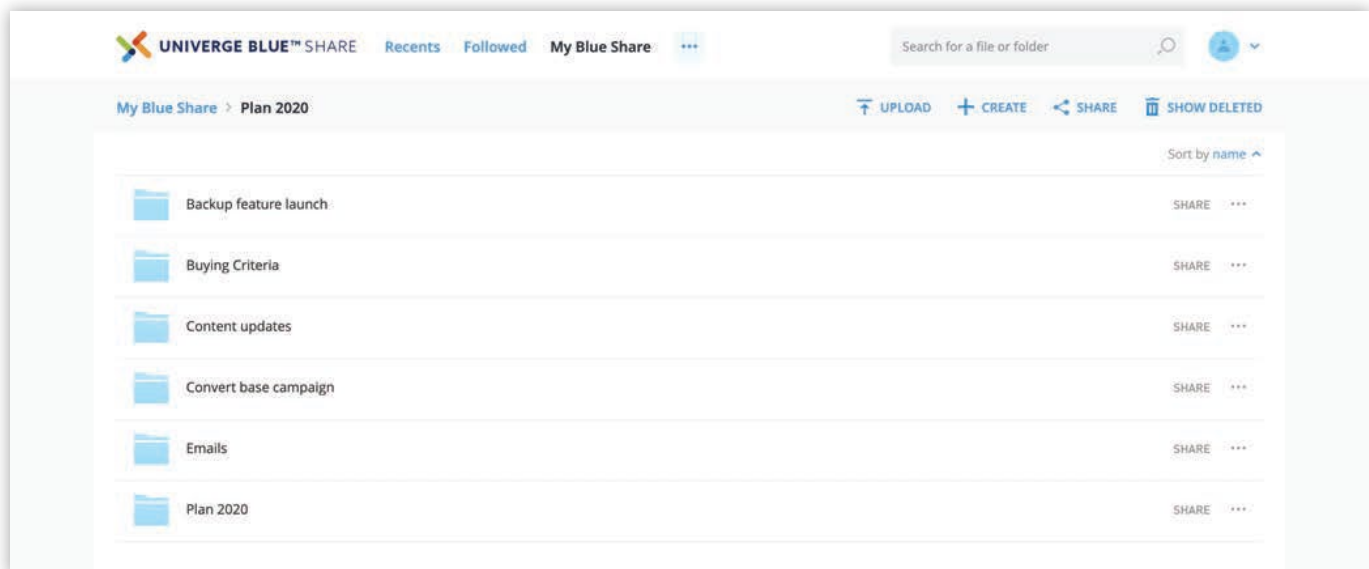 UNIVERGE BLUE™ SHARE Recents Followed My Blue Share ••• Search for a file or folder
My Blue Share > Plan 2020 UPLOAD + CREATE SHARE SHOW DELETED
Sort by name
Backup feature launch SHARE •••
Buying Criteria SHARE •••
Content updates SHARE •••
Convert base campaign SHARE •••
Emails SHARE •••
Plan 2020 SHARE •••